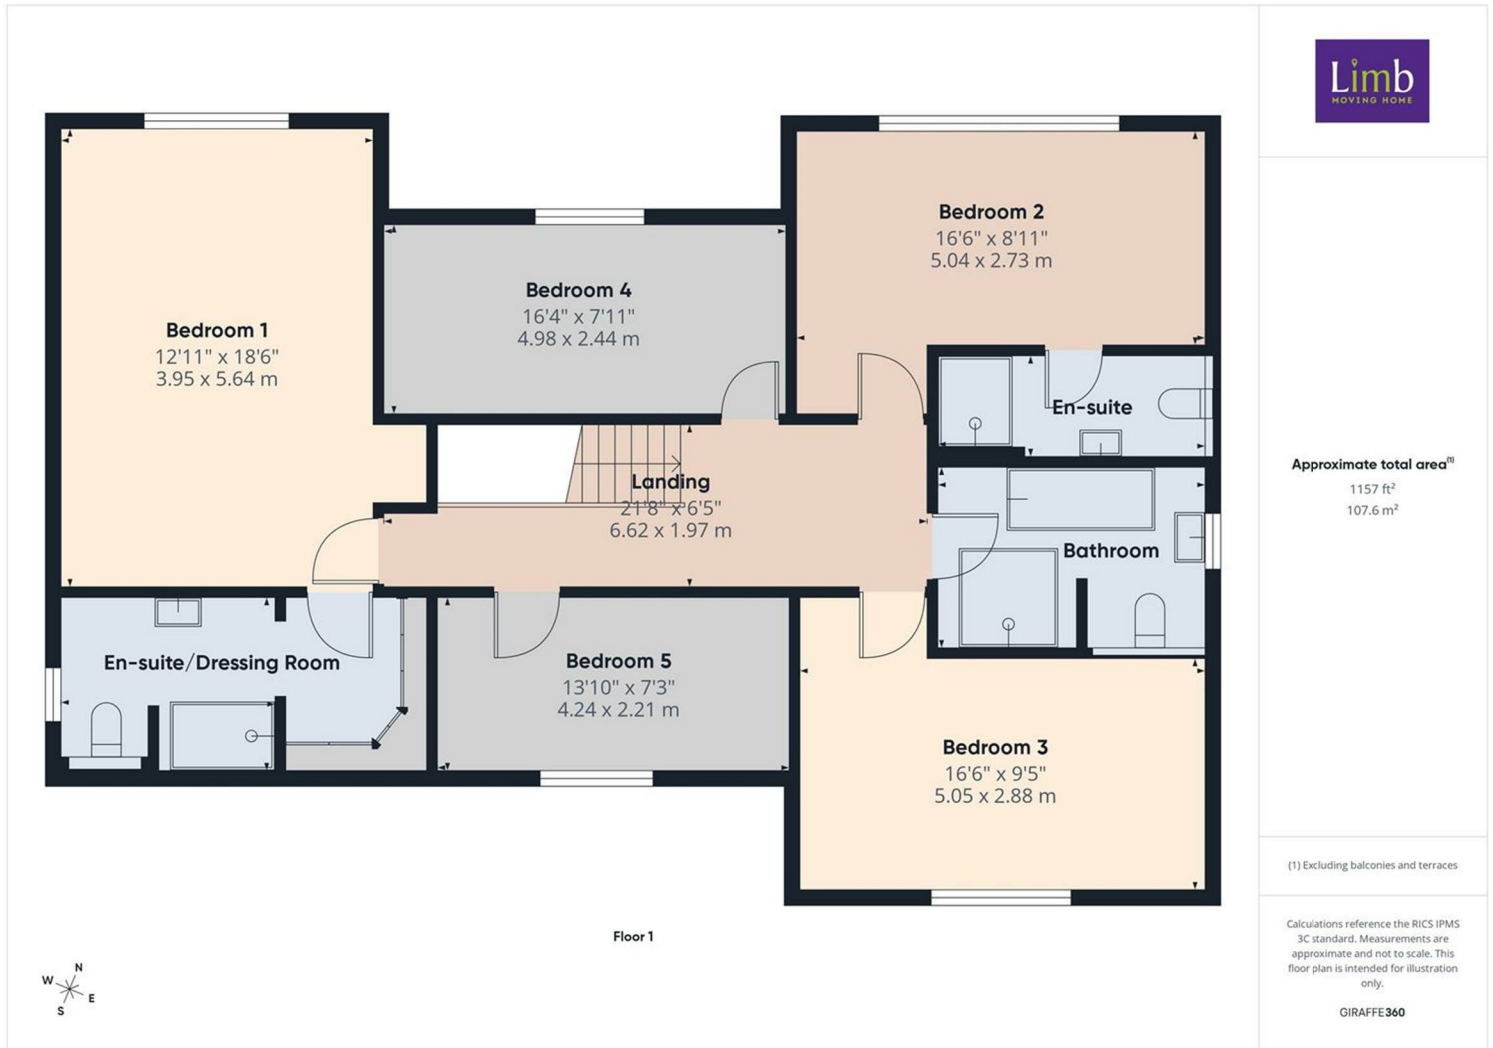 Limb
MOVING HOME
Bedroom 1
12'11" x 18'6"
3.95 x 5.64 m
Bedroom 4
16'4" x 7'11"
4.98 x 2.44 m
Bedroom 2
16'6" x 8'11"
5.04 x 2.73 m
En-suite
Landing
21'8" x 6'5"
6.62 x 1.97 m
Bathroom
En-suite/Dressing Room
Bedroom 5
13'10" x 7'3"
4.24 x 2.21 m
Bedroom 3
16'6" x 9'5"
5.05 x 2.88 m
Floor 1
N
W
E
S
Approximate total area⁽¹⁾
1157 ft²
107.6 m²
(1) Excluding balconies and terraces
Calculations reference the RICS IPMS
3C standard. Measurements are
approximate and not to scale. This
floor plan is intended for illustration
only.
GIRAFFE360